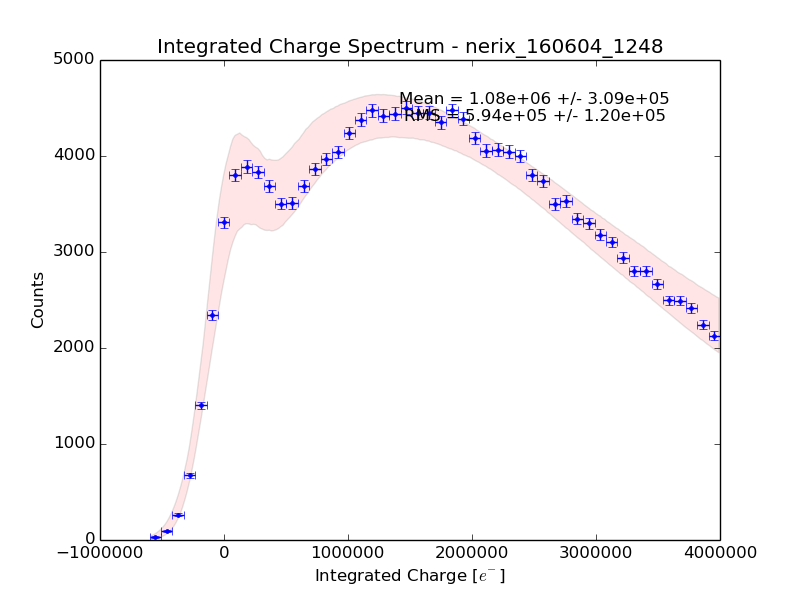 Integrated Charge Spectrum - nerix_160604_1248
Mean = 1.08e+06 +/- 3.09e+05
RMS = 5.94e+05 +/- 1.20e+05
5000
4000
3000
2000
1000
0
Counts
−1000000 0 1000000 2000000 3000000 4000000
Integrated Charge [e⁻]